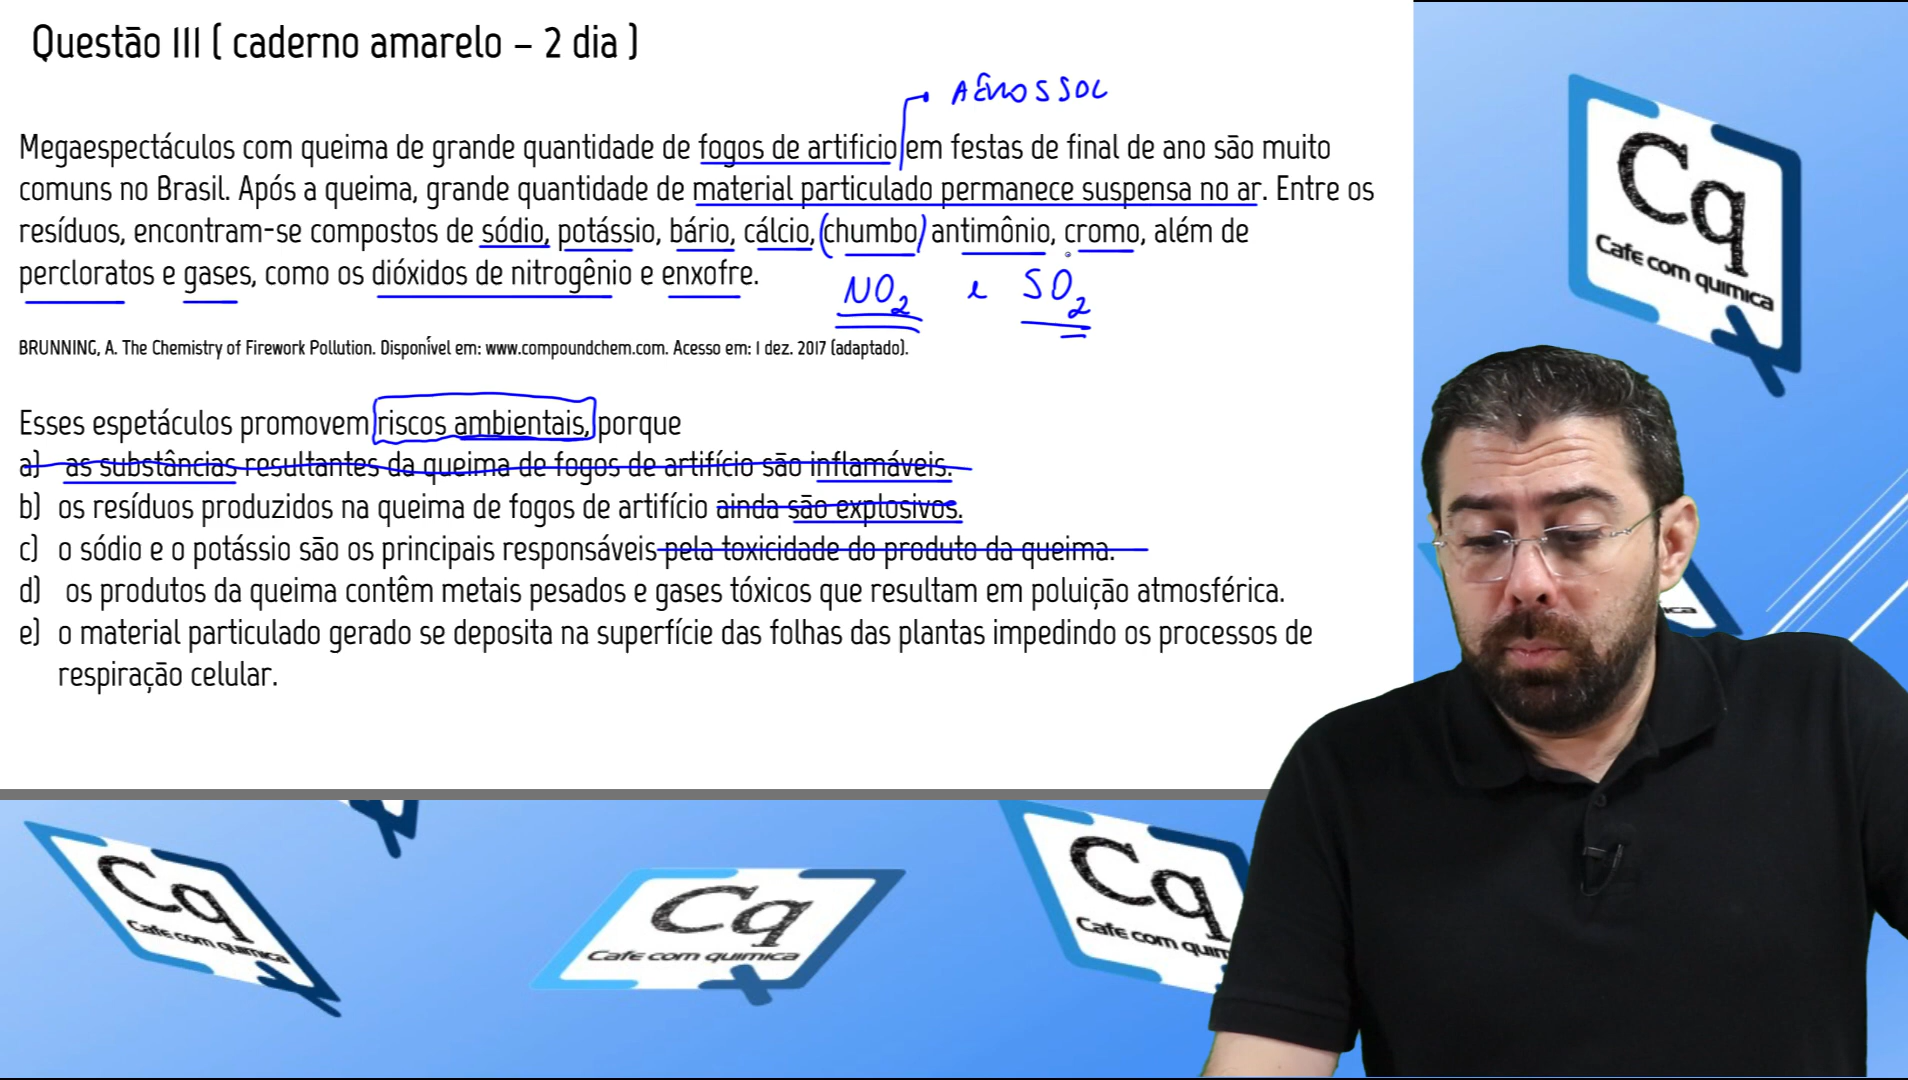 Questão III ( caderno amarelo – 2 dia )
AÉROSSOL
Megaespectáculos com queima de grande quantidade de fogos de artificio em festas de final de ano são muito
comuns no Brasil. Após a queima, grande quantidade de material particulado permanece suspensa no ar. Entre os
resíduos, encontram-se compostos de sódio, potássio, bário, cálcio, (chumbo) antimônio, cromo, além de
percloratos e gases, como os dióxidos de nitrogênio e enxofre.
NO2 e SO2
BRUNNING, A. The Chemistry of Firework Pollution. Disponível em: www.compoundchem.com. Acesso em: 1 dez. 2017 (adaptado).
Esses espetáculos promovem riscos ambientais, porque
a) as substâncias resultantes da queima de fogos de artifício são inflamáveis.
b) os resíduos produzidos na queima de fogos de artifício ainda são explosivos.
c) o sódio e o potássio são os principais responsáveis pela toxicidade do produto da queima.
d) os produtos da queima contêm metais pesados e gases tóxicos que resultam em poluição atmosférica.
e) o material particulado gerado se deposita na superfície das folhas das plantas impedindo os processos de
respiração celular.
Cq
Cafe com quimica
ica
Cq
Cafe com quimica
Cq
Cafe com quimica
Cq
Cafe com quim